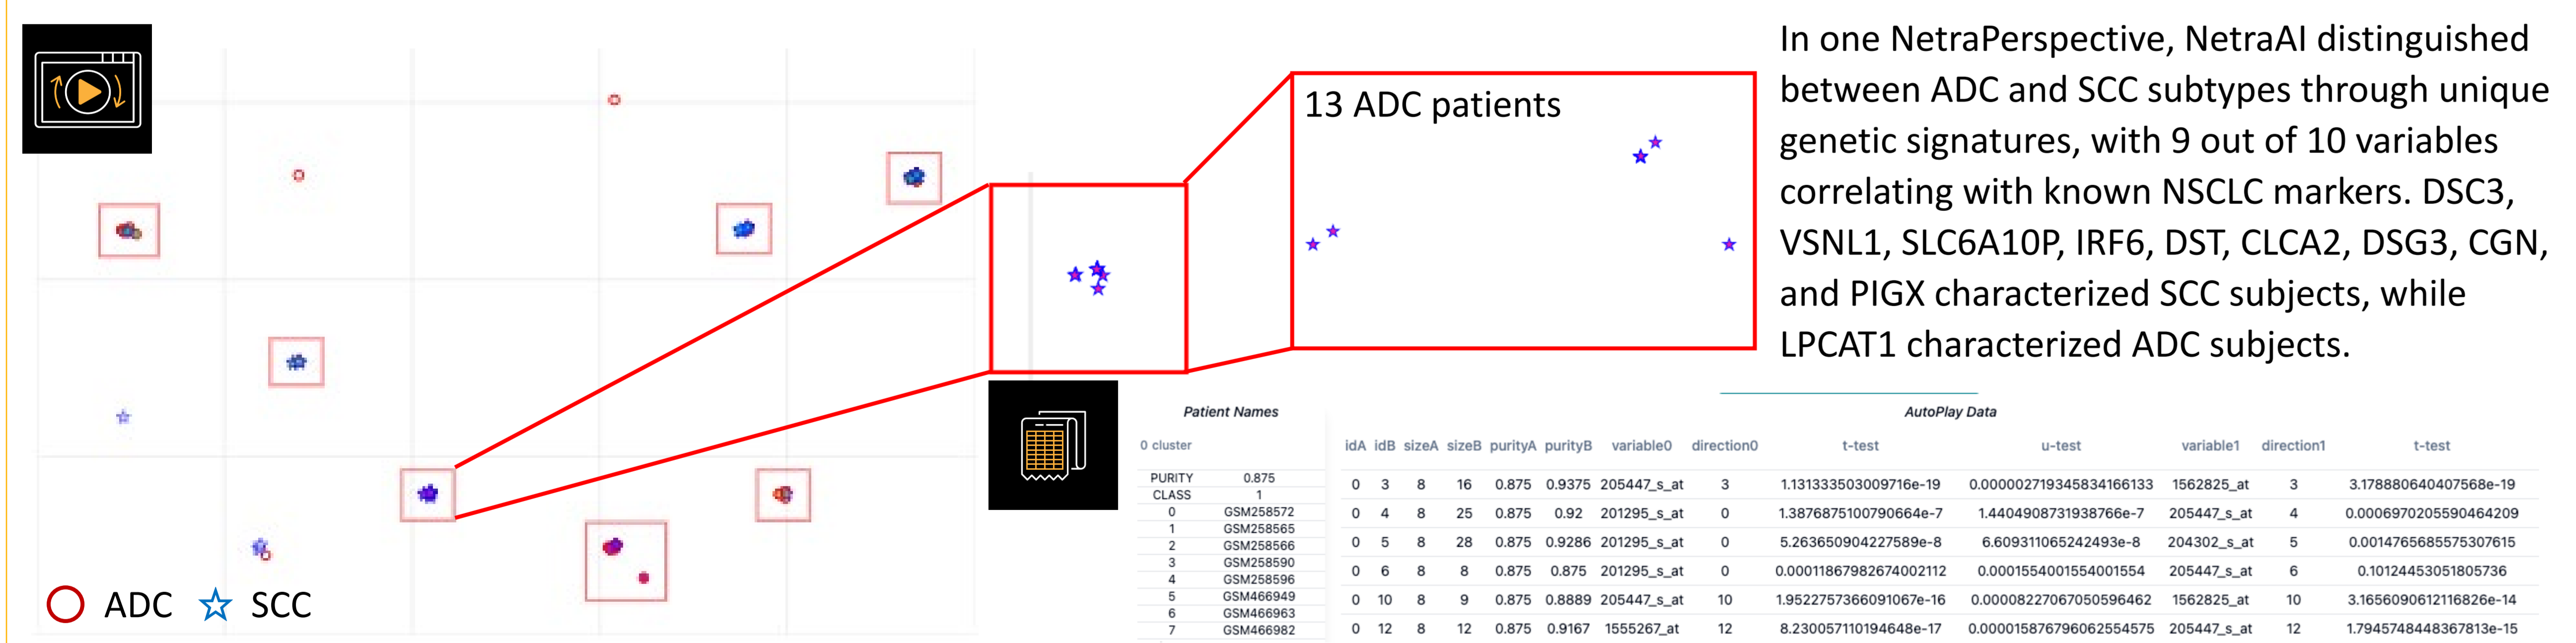 In one NetraPerspective, NetraAI distinguished
between ADC and SCC subtypes through unique
genetic signatures, with 9 out of 10 variables
correlating with known NSCLC markers. DSC3,
VSNL1, SLC6A10P, IRF6, DST, CLCA2, DSG3, CGN,
and PIGX characterized SCC subjects, while
LPCAT1 characterized ADC subjects.
13 ADC patients
ADC SCC
Patient Names
0 cluster
PURITY 0.875
CLASS 1
0 GSM258572
1 GSM258565
2 GSM258566
3 GSM258590
4 GSM258596
5 GSM466949
6 GSM466963
7 GSM466982
AutoPlay Data
idA idB sizeA sizeB purityA purityB variable0 direction0 t-test u-test variable1 direction1 t-test
0 3 8 16 0.875 0.9375 205447_s_at 3 1.131333503009716e-19 0.000002719345834166133 1562825_at 3 3.178880640407568e-19
0 4 8 25 0.875 0.92 201295_s_at 0 1.3876875100790664e-7 1.4404908731938766e-7 205447_s_at 4 0.0006970205590464209
0 5 8 28 0.875 0.9286 201295_s_at 0 5.263650904227589e-8 6.609311065242493e-8 204302_s_at 5 0.0014765685575307615
0 6 8 8 0.875 0.875 201295_s_at 0 0.00011867982674002112 0.0001554001554001554 205447_s_at 6 0.10124453051805736
0 10 8 9 0.875 0.8889 205447_s_at 10 1.9522757366091067e-16 0.00008227067050596462 1562825_at 10 3.1656090612116826e-14
0 12 8 12 0.875 0.9167 1555267_at 12 8.230057110194648e-17 0.000015876796062554575 205447_s_at 12 1.7945748448367813e-15